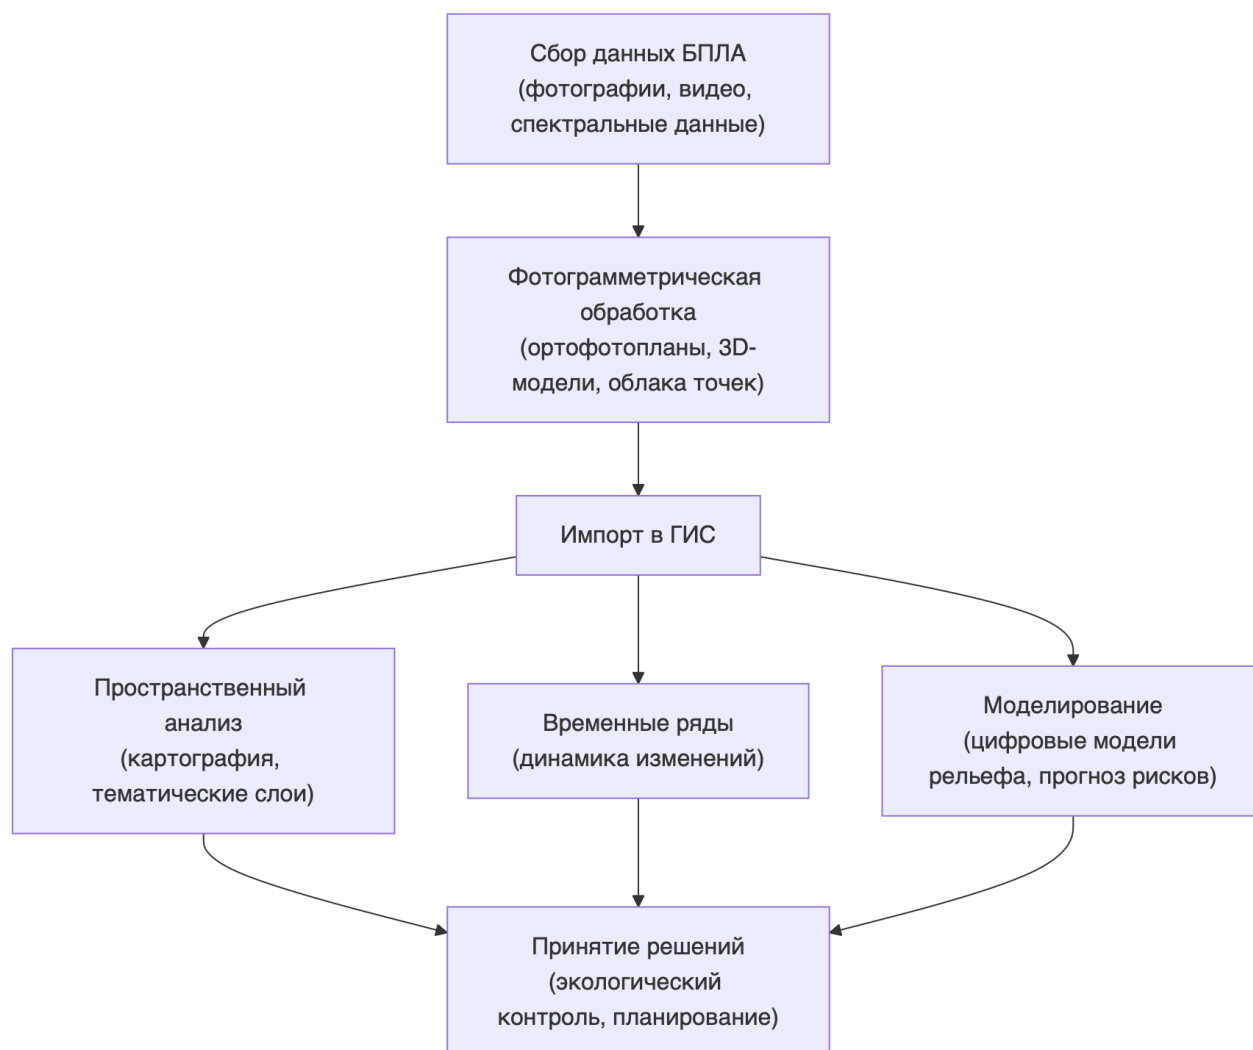 Сбор данных БПЛА
(фотографии, видео,
спектральные данные)
Фотограмметрическая
обработка
(ортофотопланы, 3D-
модели, облака точек)
Импорт в ГИС
Пространственный
анализ
(картография,
тематические слои)
Временные ряды
(динамика изменений)
Моделирование
(цифровые модели
рельефа, прогноз рисков)
Принятие решений
(экологический
контроль, планирование)